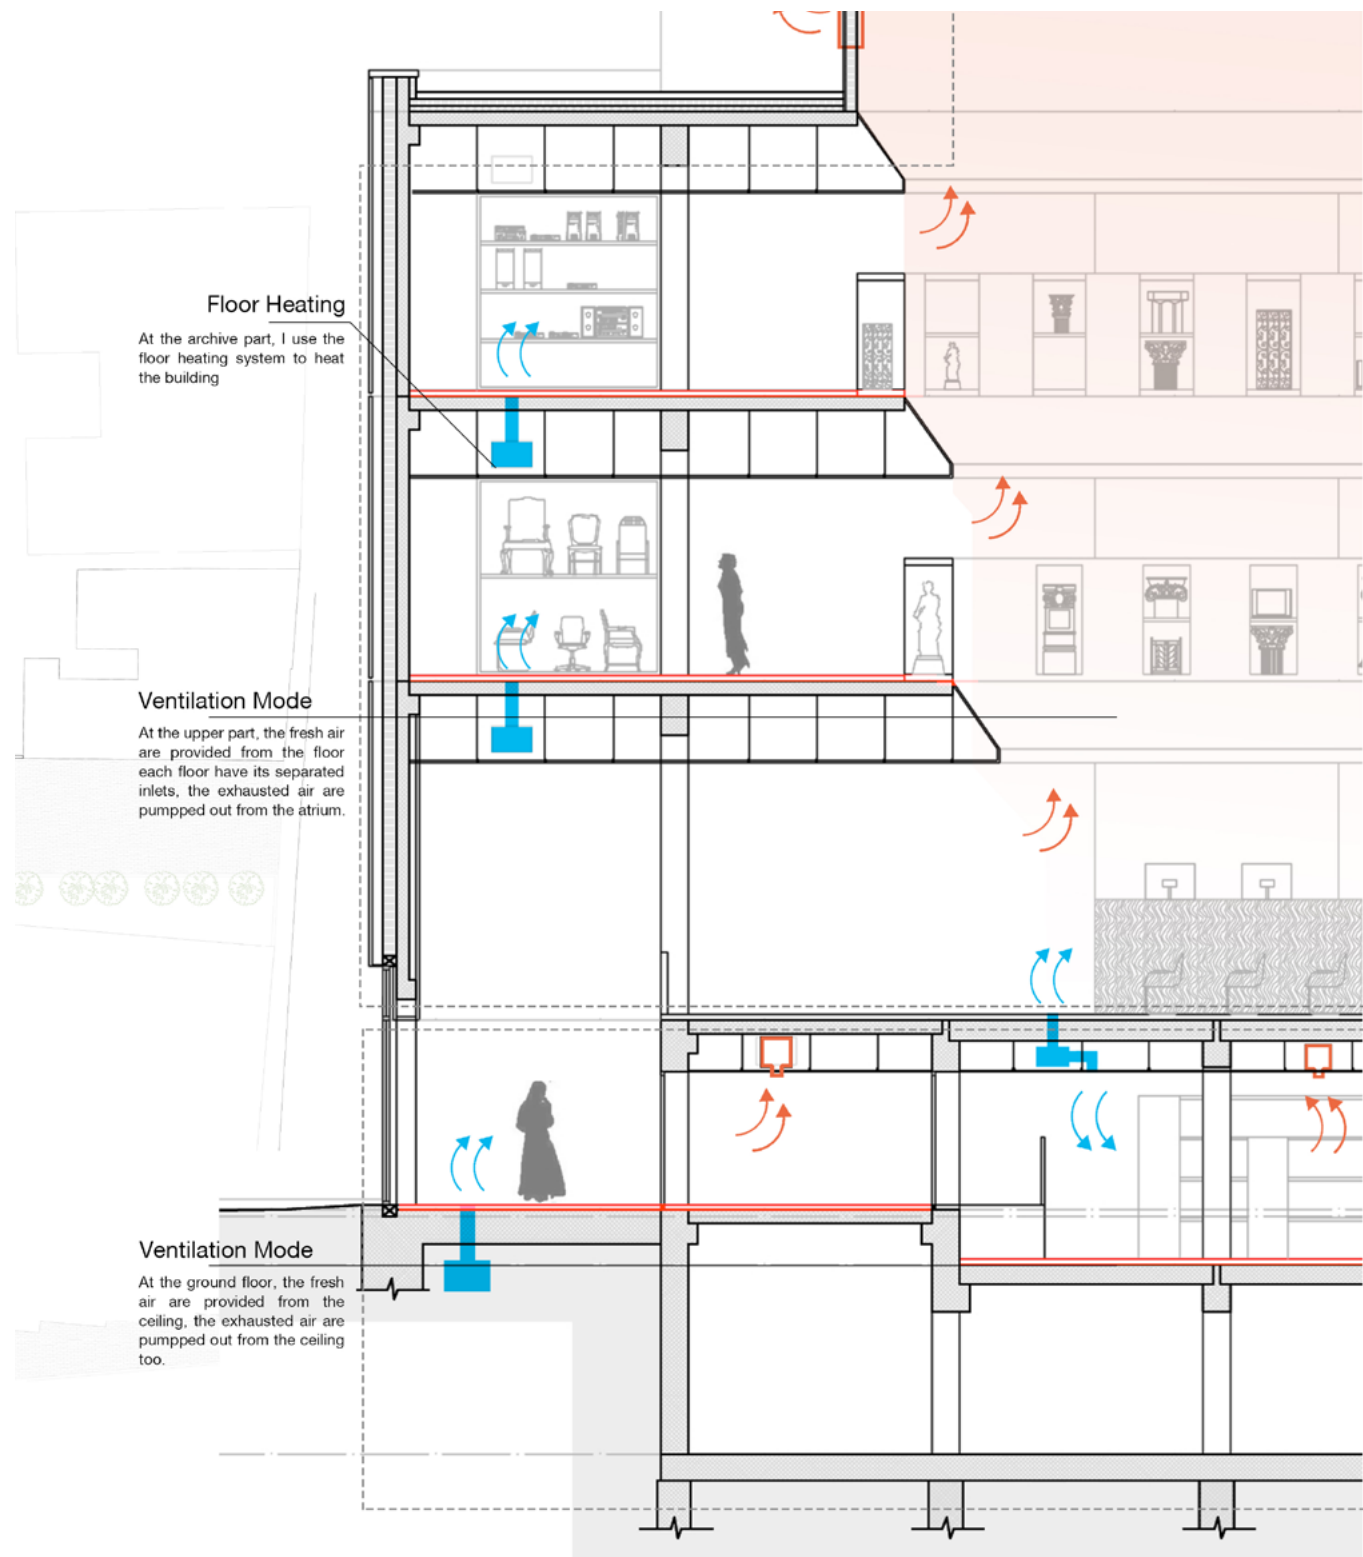 Floor Heating
At the archive part, I use the
floor heating system to heat
the building
Ventilation Mode
At the upper part, the fresh air
are provided from the floor
each floor have its separated
inlets, the exhausted air are
pumpped out from the atrium.
Ventilation Mode
At the ground floor, the fresh
air are provided from the
ceiling, the exhausted air are
pumpped out from the ceiling
too.